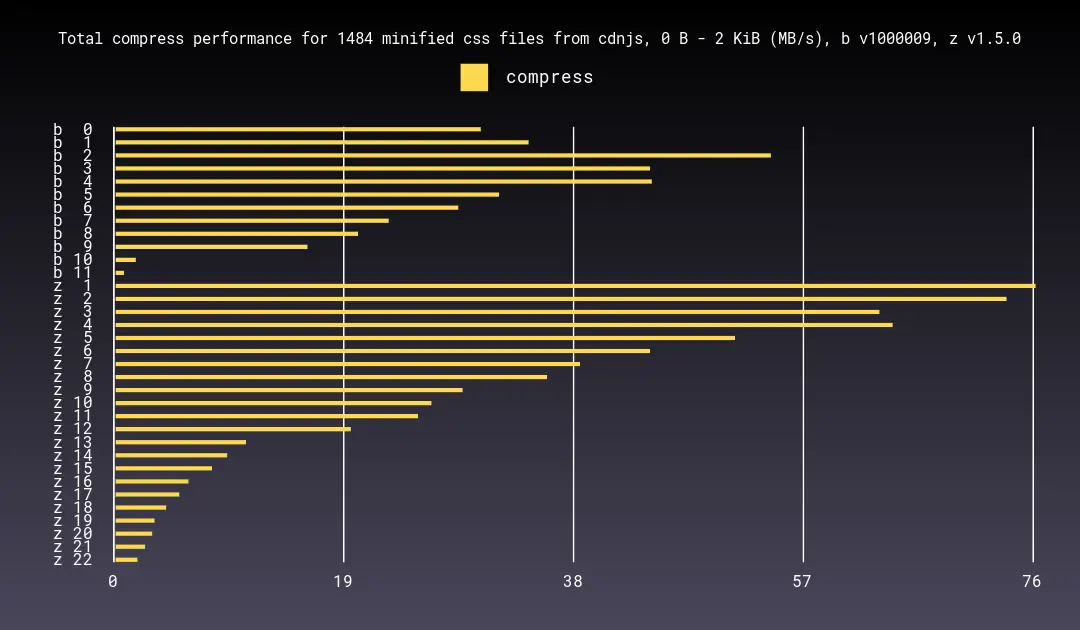 Total compress performance for 1484 minified css files from cdnjs, 0 B - 2 KiB (MB/s), b v1000009, z v1.5.0
compress
b 0
b 1
b 2
b 3
b 4
b 5
b 6
b 7
b 8
b 9
b 10
b 11
z 1
z 2
z 3
z 4
z 5
z 6
z 7
z 8
z 9
z 10
z 11
z 12
z 13
z 14
z 15
z 16
z 17
z 18
z 19
z 20
z 21
z 22
0 19 38 57 76